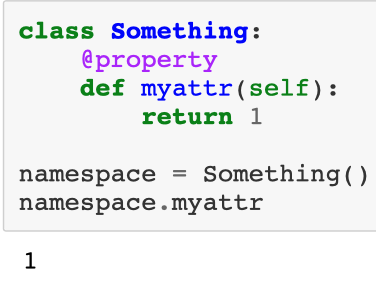 class Something:
    @property
    def myattr(self):
        return 1

namespace = Something()
namespace.myattr
1